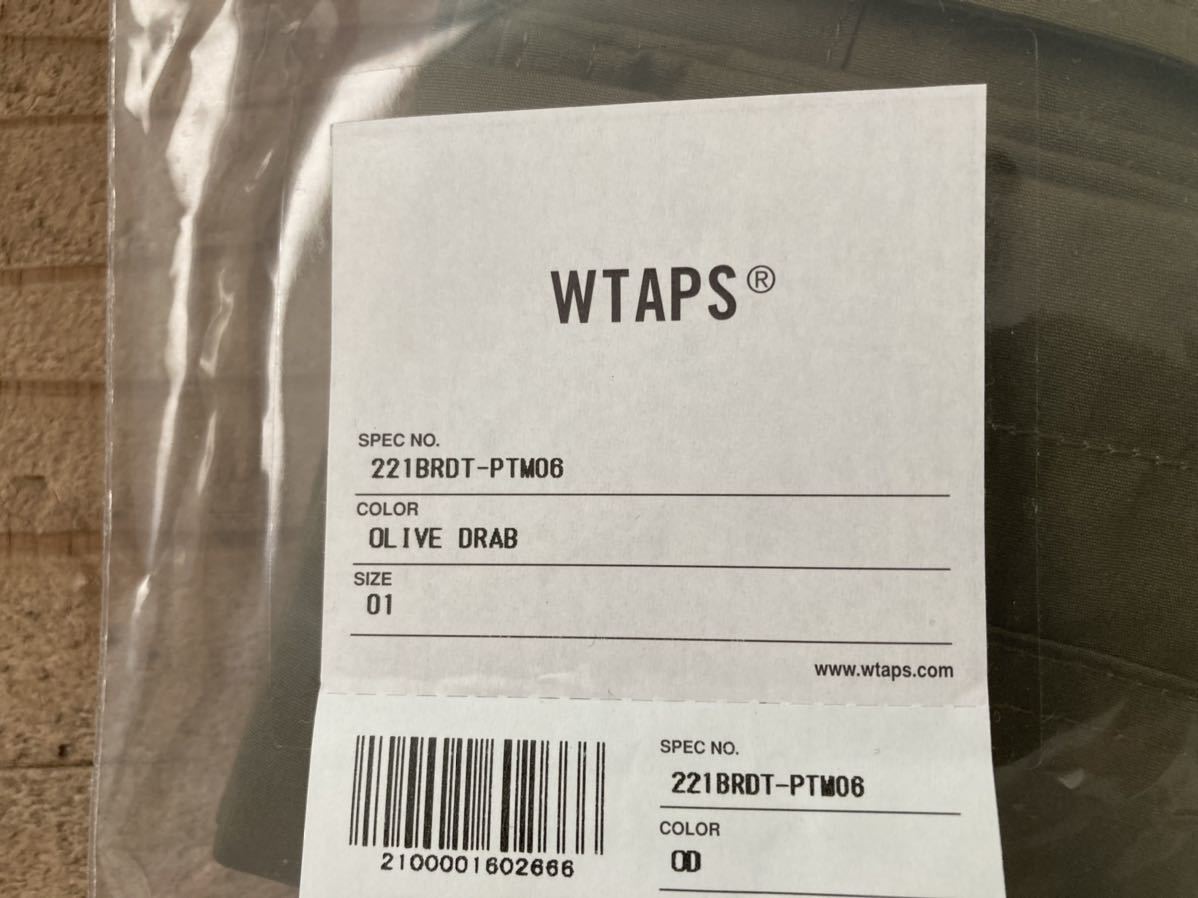 WTAPS®
SPEC NO.
221BRDT-PTM06
COLOR
OLIVE DRAB
SIZE
01
www.wtaps.com
2100001602666
SPEC NO.
221BRDT-PTM06
COLOR
OD